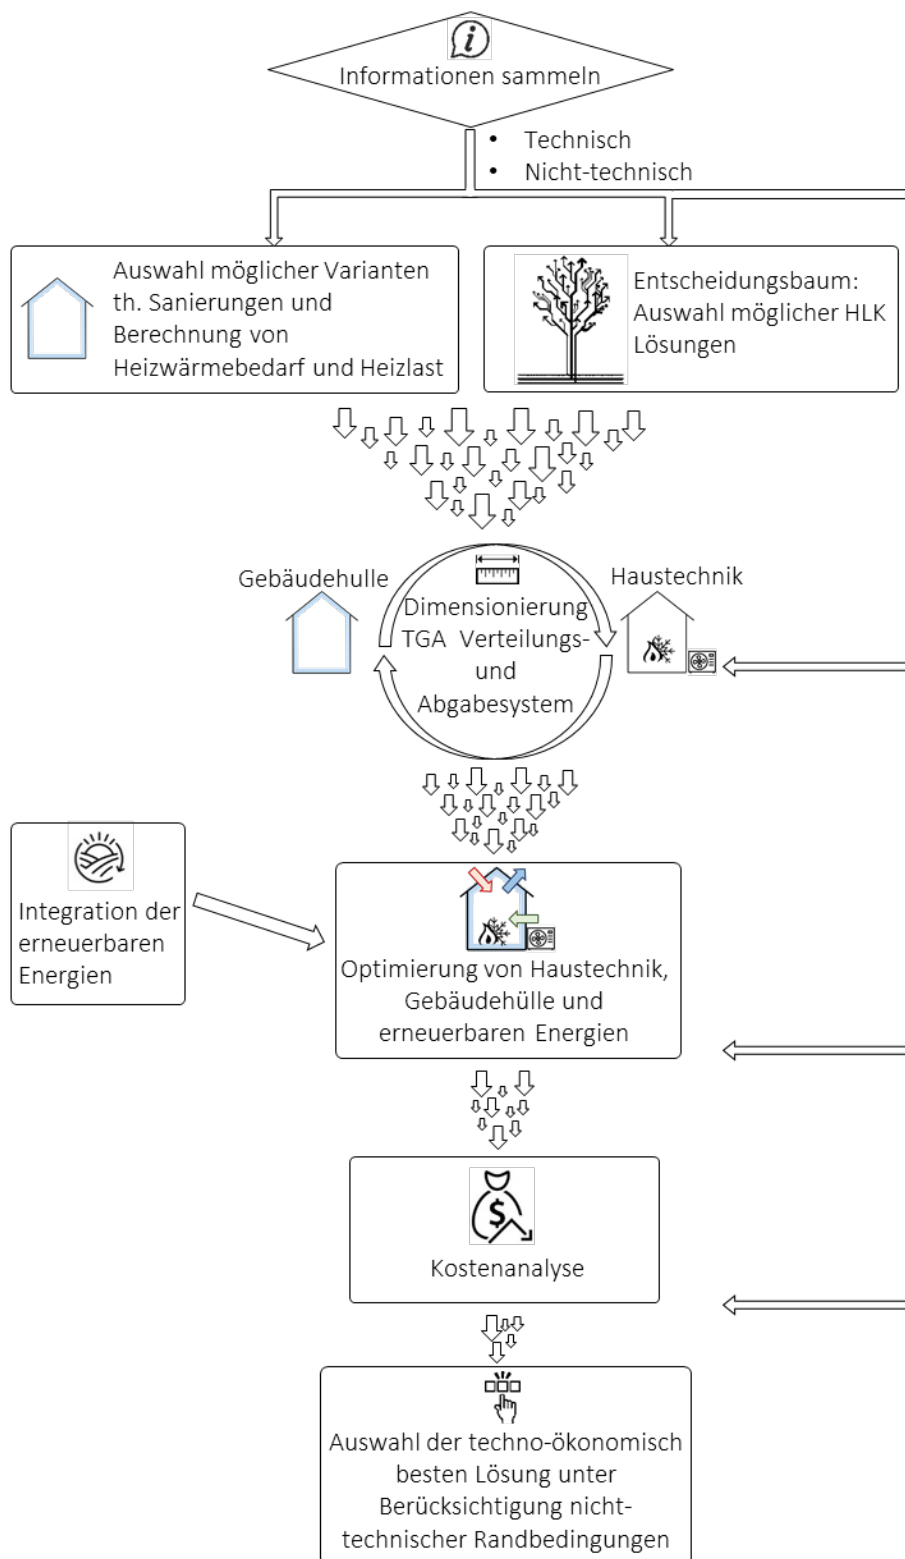 Informationen sammeln
• Technisch
• Nicht-technisch
Auswahl möglicher Varianten
th. Sanierungen und
Berechnung von
Heizwärmebedarf und Heizlast
Entscheidungsbaum:
Auswahl möglicher HLK
Lösungen
Gebäudehulle
Haustechnik
Dimensionierung
TGA Verteilungs-
und
Abgabesystem
Integration der
erneuerbaren
Energien
Optimierung von Haustechnik,
Gebäudehülle und
erneuerbaren Energien
$
Kostenanalyse
Auswahl der techno-ökonomisch
besten Lösung unter
Berücksichtigung nicht-
technischer Randbedingungen